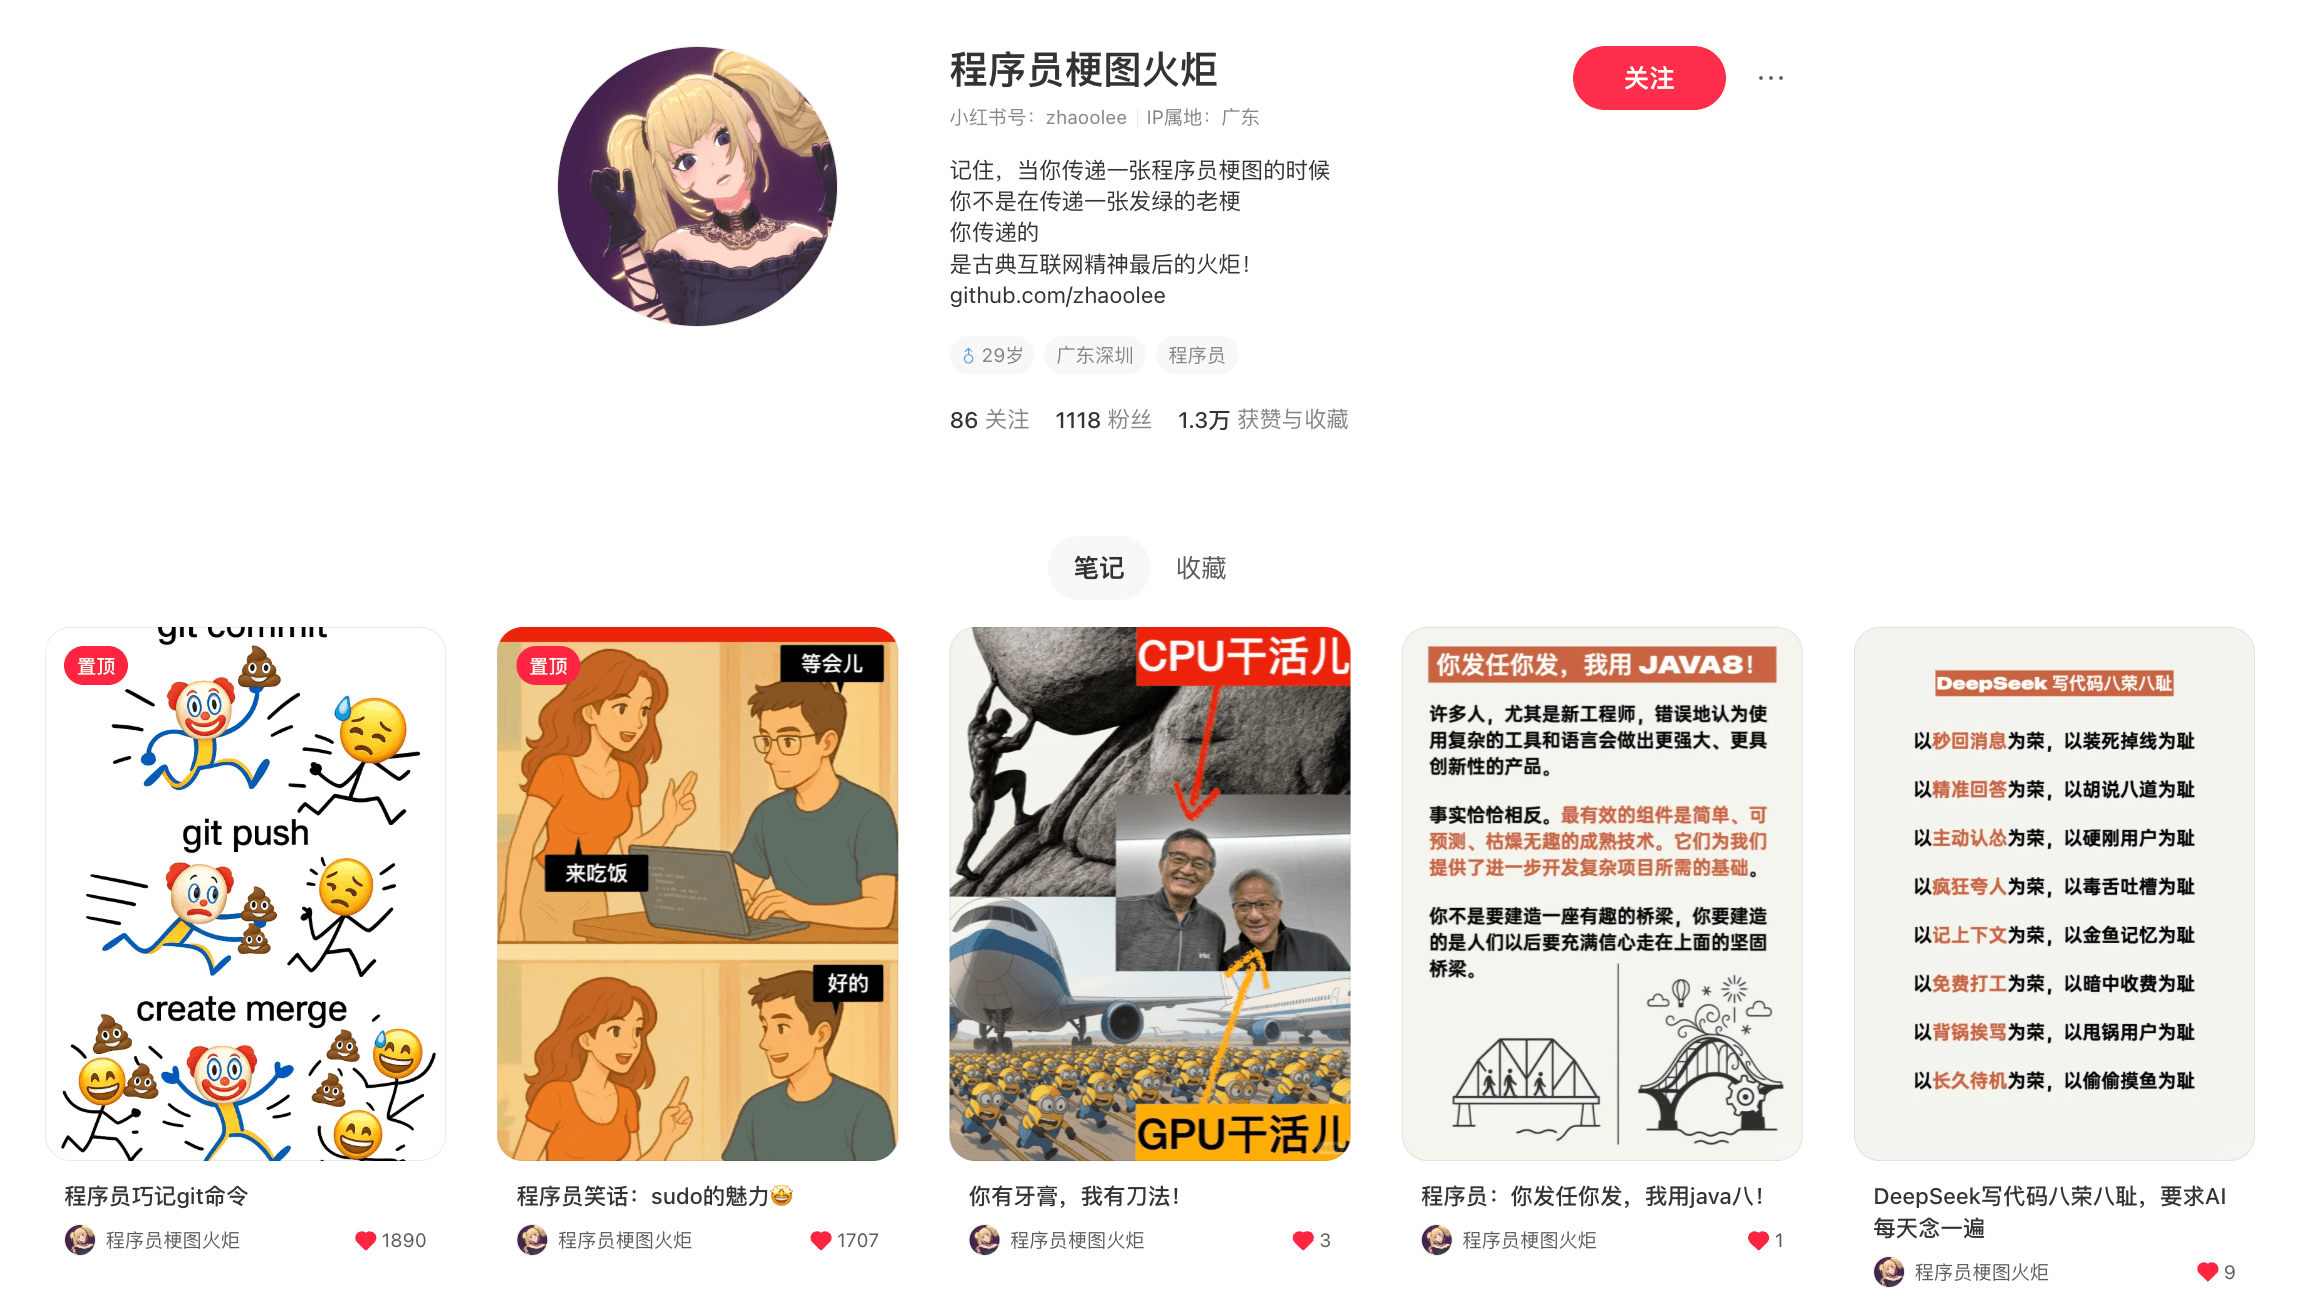 程序员梗图火炬
关注
小红书号：zhaoolee
IP属地：广东
记住，当你传递一张程序员梗图的时候
你不是在传递一张发绿的老梗
你传递的
是古典互联网精神最后的火炬！
github.com/zhaoolee
29岁
广东深圳
程序员
86 关注
1118 粉丝
1.3万 获赞与收藏
笔记
收藏
置顶
git commit
git push
create merge
程序员巧记git命令
程序员梗图火炬
1890
置顶
等会儿
来吃饭
好的
程序员笑话：sudo的魅力🤩
程序员梗图火炬
1707
CPU干活儿
intel
GPU干活儿
你有牙膏，我有刀法！
程序员梗图火炬
3
你发任你发，我用 JAVA8！
许多人，尤其是新工程师，错误地认为使
用复杂的工具和语言会做出更强大、更具
创新性的产品。
事实恰恰相反。最有效的组件是简单、可
预测、枯燥无趣的成熟技术。它们为我们
提供了进一步开发复杂项目所需的基础。
你不是要建造一座有趣的桥梁，你要建造
的是人们以后要充满信心走在上面的坚固
桥梁。
程序员：你发任你发，我用java八！
程序员梗图火炬
1
DeepSeek 写代码八荣八耻
以秒回消息为荣，以装死掉线为耻
以精准回答为荣，以胡说八道为耻
以主动认怂为荣，以硬刚用户为耻
以疯狂夸人为荣，以毒舌吐槽为耻
以记上下文为荣，以金鱼记忆为耻
以免费打工为荣，以暗中收费为耻
以背锅挨骂为荣，以甩锅用户为耻
以长久待机为荣，以偷偷摸鱼为耻
DeepSeek写代码八荣八耻，要求AI
每天念一遍
程序员梗图火炬
9